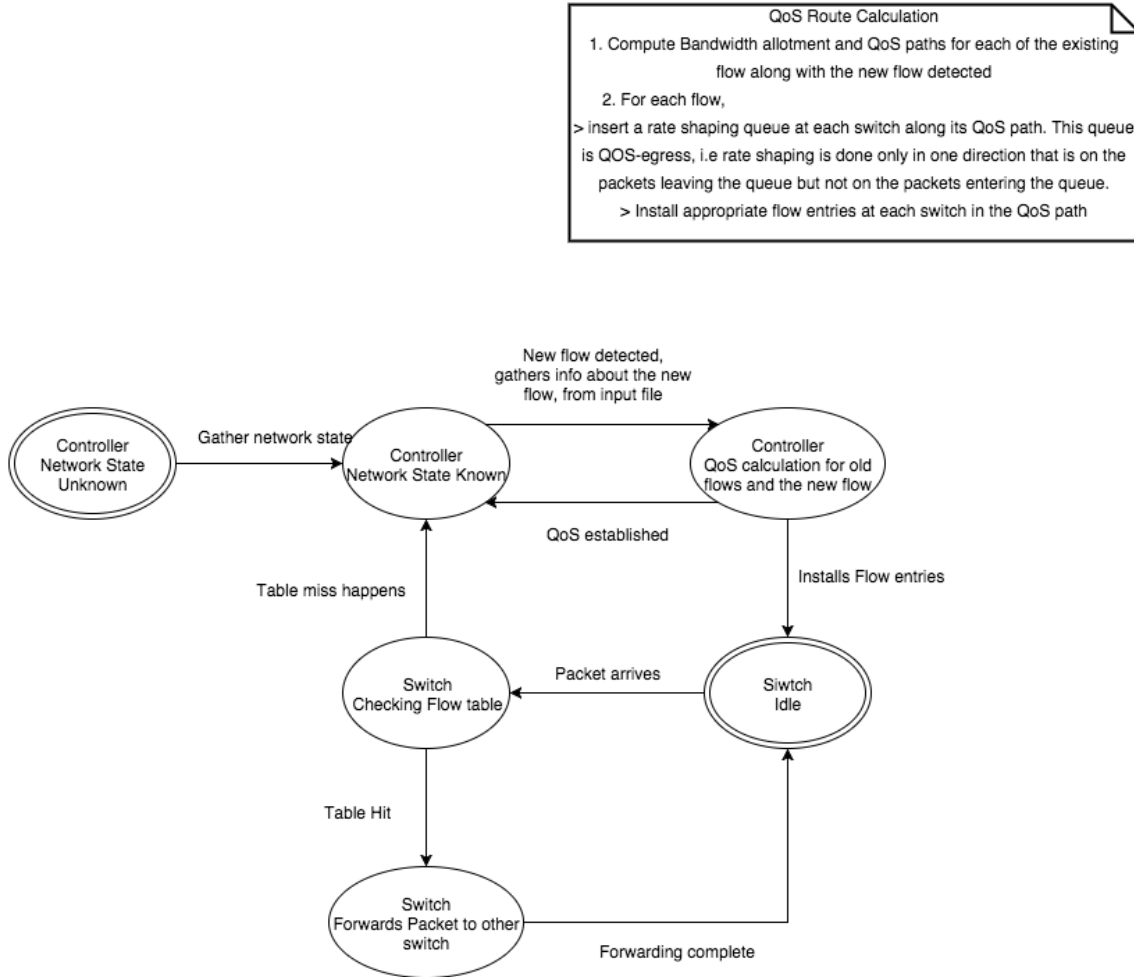 QoS Route Calculation
1. Compute Bandwidth allotment and QoS paths for each of the existing
flow along with the new flow detected
2. For each flow,
> insert a rate shaping queue at each switch along its QoS path. This queue
is QOS-egress, i.e rate shaping is done only in one direction that is on the
packets leaving the queue but not on the packets entering the queue.
> Install appropriate flow entries at each switch in the QoS path
New flow detected,
gathers info about the new
flow, from input file
Controller
Network State
Unknown
Gather network state
Controller
Network State Known
Controller
QoS calculation for old
flows and the new flow
QoS established
Table miss happens
Installs Flow entries
Switch
Checking Flow table
Packet arrives
Siwtch
Idle
Table Hit
Switch
Forwards Packet to other
switch
Forwarding complete